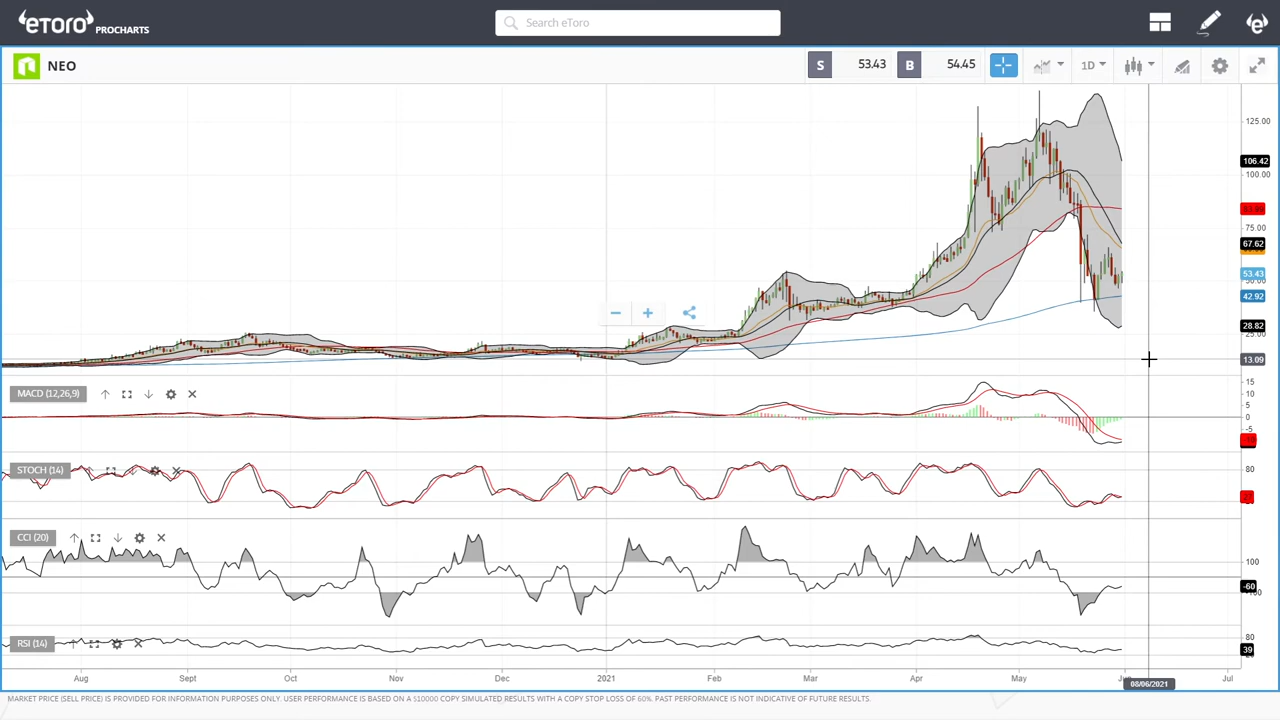 eToro PROCHARTS
Search eToro
NEO
S 53.43 B 54.45 1D
125.00
106.42
100.00
75.00
67.62
53.43
50.00
42.92
28.82
25.00
13.09
MACD (12,26,9)
15
10
5
0
-5
STOCH (14)
80
CCI (20)
100
-60
-100
RSI (14)
80
39
Aug Sept Oct Nov Dec 2021 Feb Mar Apr May Jul
08/06/2021
MARKET PRICE (SELL PRICE) IS PROVIDED FOR INFORMATION PURPOSES ONLY. USER PERFORMANCE IS BASED ON A $10000 COPY SIMULATED RESULTS WITH A COPY STOP LOSS OF 60%. PAST PERFORMANCE IS NOT INDICATIVE OF FUTURE RESULTS.